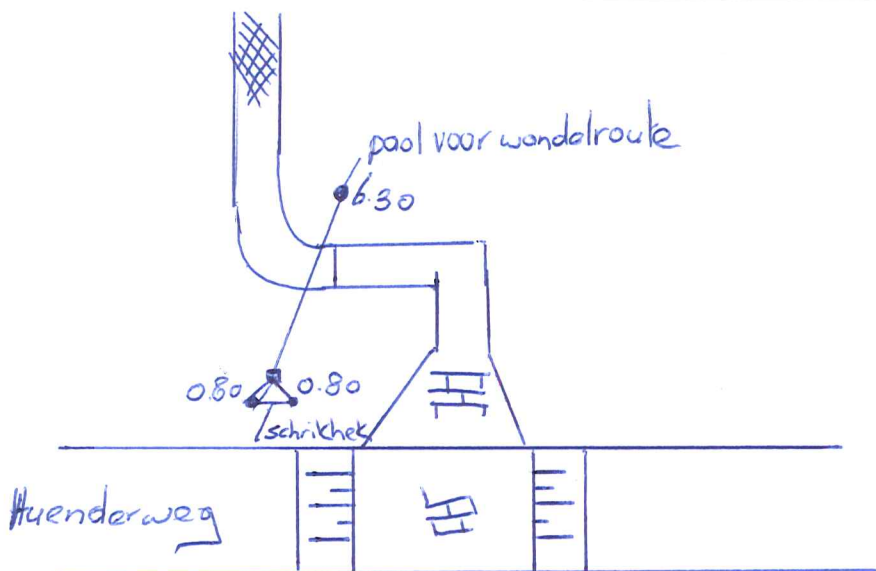 paal voor wandelroute
6.30
0.80 0.80
schrikhek
Huenderweg